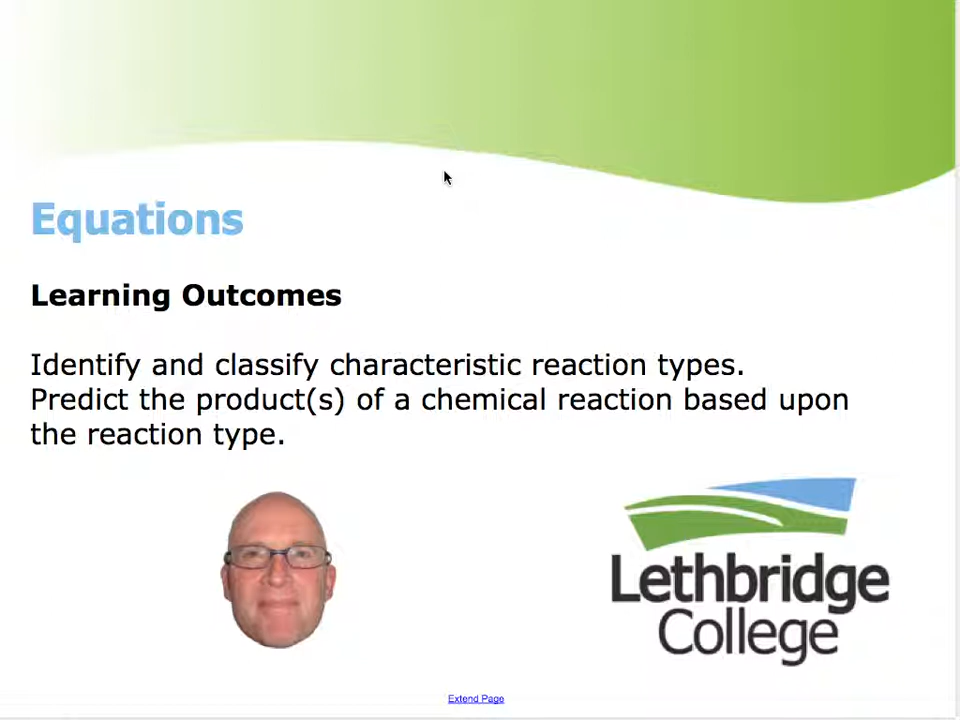 Equations
Learning Outcomes
Identify and classify characteristic reaction types.
Predict the product(s) of a chemical reaction based upon
the reaction type.
Lethbridge
College
Extend Page